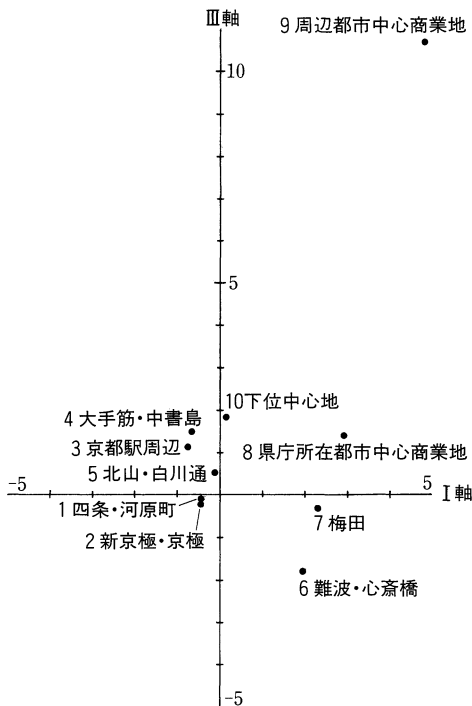 III軸
9 周辺都市中心商業地
10
5
10下位中心地
4 大手筋・中書島
3 京都駅周辺
8 県庁所在都市中心商業地
5 北山・白川通
-5
5
I 軸
1 四条・河原町
7 梅田
2 新京極・京極
6 難波・心斎橋
-5